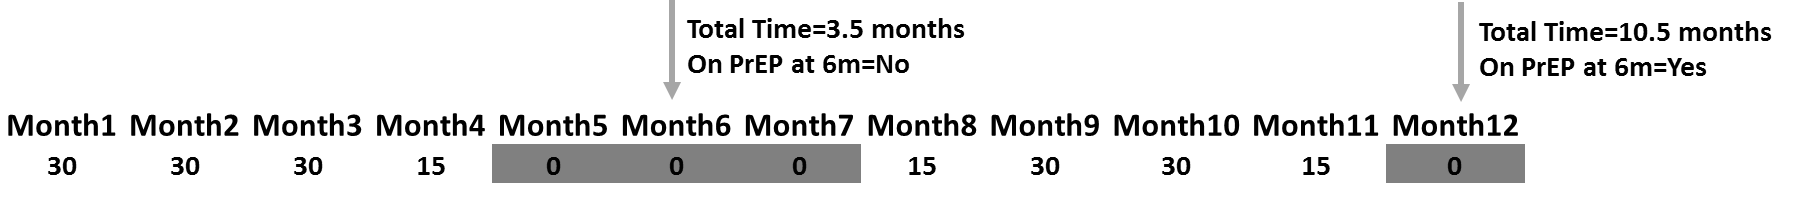 Total Time=3.5 months
On PrEP at 6m=No
Total Time=10.5 months
On PrEP at 6m=Yes
Month1 Month2 Month3 Month4 Month5 Month6 Month7 Month8 Month9 Month10 Month11 Month12
30 30 30 15 0 0 0 15 30 30 15 0